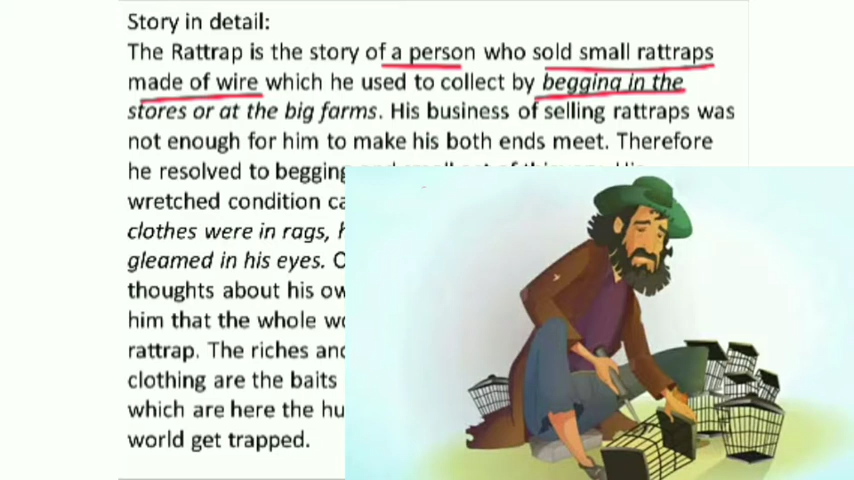 Story in detail:
The Rattrap is the story of a person who sold small rattraps
made of wire which he used to collect by begging in the
stores or at the big farms. His business of selling rattraps was
not enough for him to make his both ends meet. Therefore
he resolved to begging
wretched condition
clothes were in rags,
gleamed in his eyes.
thoughts about his
him that the whole
rattrap. The riches
clothing are the baits
which are here the
world get trapped.